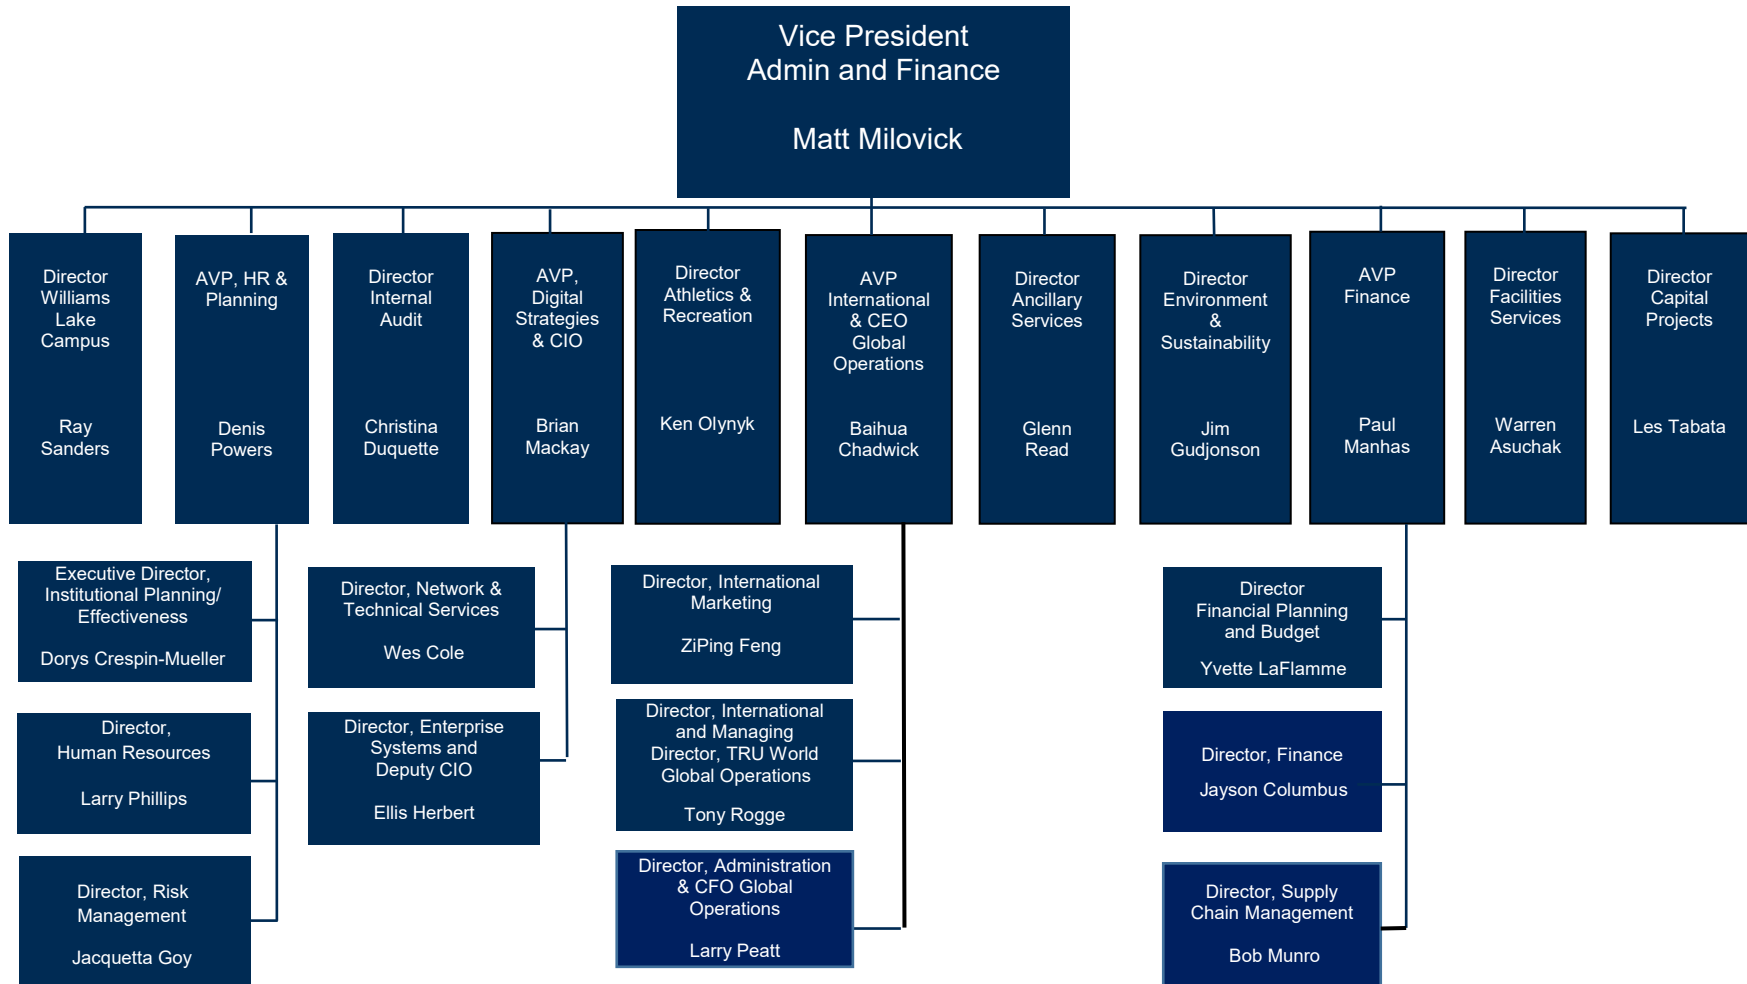 Vice President
Admin and Finance
Matt Milovick
Director
Williams
Lake
Campus
Ray
Sanders
AVP, HR &
Planning
Denis
Powers
Director
Internal
Audit
Christina
Duquette
AVP,
Digital
Strategies
& CIO
Brian
Mackay
Director
Athletics &
Recreation
Ken Olynyk
AVP
International
& CEO
Global
Operations
Baihua
Chadwick
Director
Ancillary
Services
Glenn
Read
Director
Environment
&
Sustainability
Jim
Gudjonson
AVP
Finance
Paul
Manhas
Director
Facilities
Services
Warren
Asuchak
Director
Capital
Projects
Les Tabata
Executive Director,
Institutional Planning/
Effectiveness
Dorys Crespin-Mueller
Director,
Human Resources
Larry Phillips
Director, Risk
Management
Jacquetta Goy
Director, Network &
Technical Services
Wes Cole
Director, Enterprise
Systems and
Deputy CIO
Ellis Herbert
Director, International
Marketing
ZiPing Feng
Director, International
and Managing
Director, TRU World
Global Operations
Tony Rogge
Director, Administration
& CFO Global
Operations
Larry Peatt
Director
Financial Planning
and Budget
Yvette LaFlamme
Director, Finance
Jayson Columbus
Director, Supply
Chain Management
Bob Munro